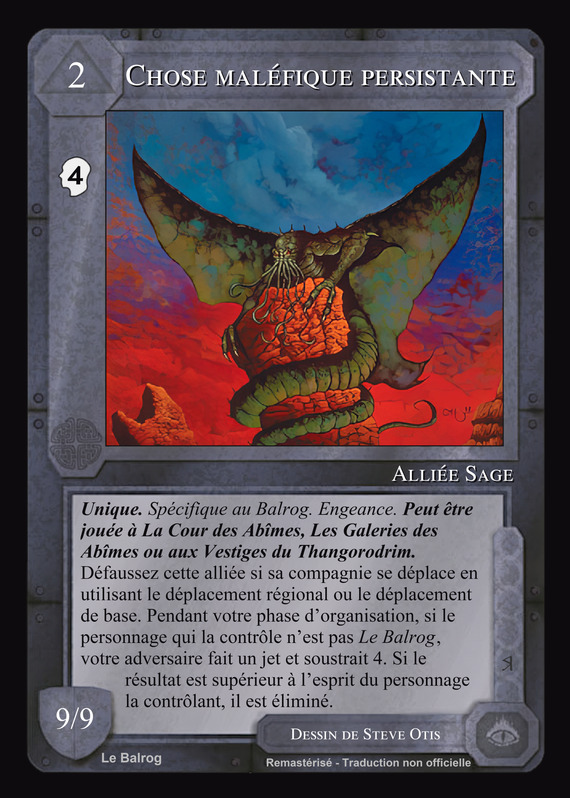 2
Chose maléfique persistante
4
Alliée Sage
Unique. Spécifique au Balrog. Engeance. Peut être
jouée à La Cour des Abîmes, Les Galeries des
Abîmes ou aux Vestiges du Thangorodrim.
Défaussez cette alliée si sa compagnie se déplace en
utilisant le déplacement régional ou le déplacement
de base. Pendant votre phase d’organisation, si le
personnage qui la contrôle n’est pas Le Balrog,
votre adversaire fait un jet et soustrait 4. Si le
résultat est supérieur à l’esprit du personnage
la contrôlant, il est éliminé.
9/9
Dessin de Steve Otis
Le Balrog
Remastérisé - Traduction non officielle